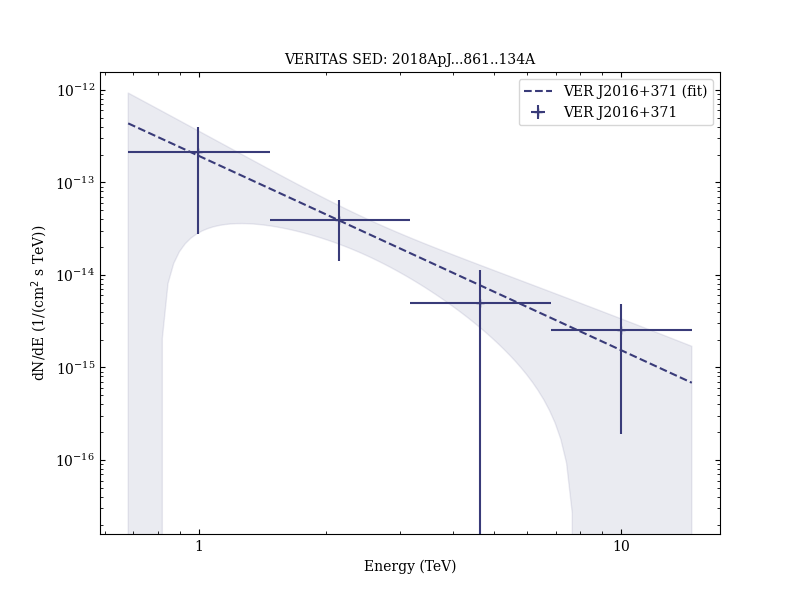 VERITAS SED: 2018ApJ...861..134A
VER J2016+371 (fit)
VER J2016+371
10⁻¹²
10⁻¹³
10⁻¹⁴
10⁻¹⁵
10⁻¹⁶
dN/dE (1/(cm² s TeV))
1
10
Energy (TeV)